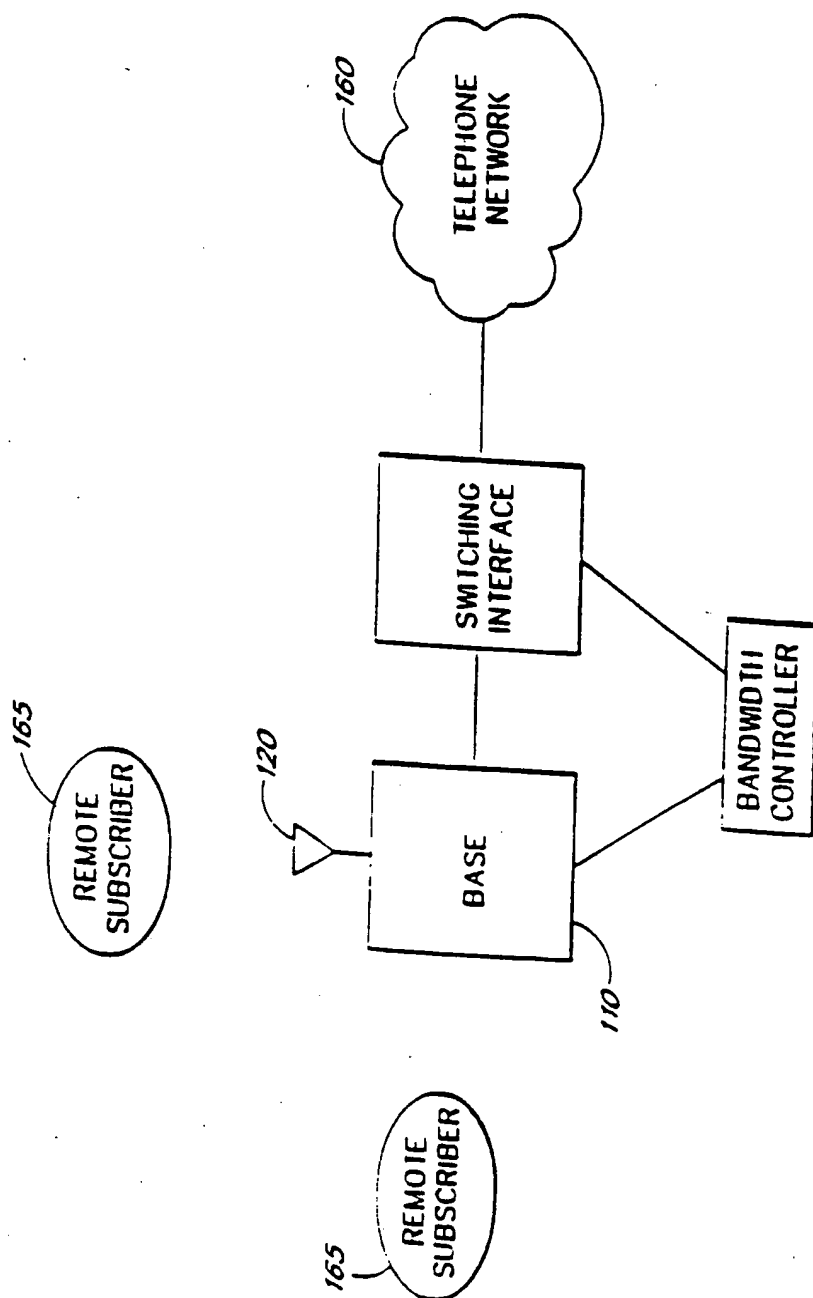 165
REMOTE
SUBSCRIBER
165
REMOTE
SUBSCRIBER
120
BASE
110
SWITCHING
INTERFACE
160
TELEPHONE
NETWORK
BANDWIDTH
CONTROLLER